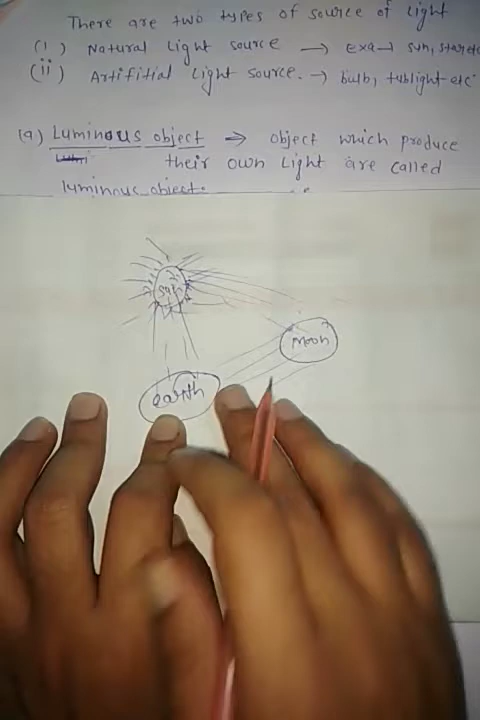 There are two types of source of light
(i) Natural light source → exa→ sun, star etc
(ii) Artifitial light source. → bulb, tublight etc
(a) Luminous object → object which produce
their own light are called
luminous object.
Sun
Moon
earth